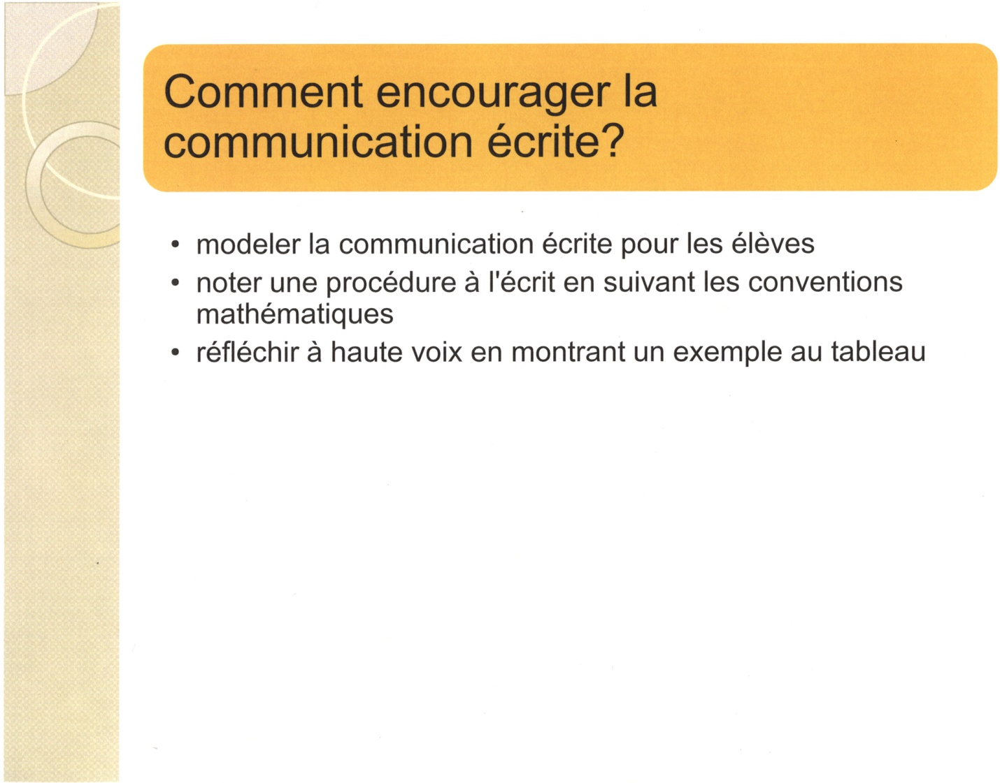 Comment encourager la
communication écrite?
• modeler la communication écrite pour les élèves
• noter une procédure à l'écrit en suivant les conventions
mathématiques
• réfléchir à haute voix en montrant un exemple au tableau